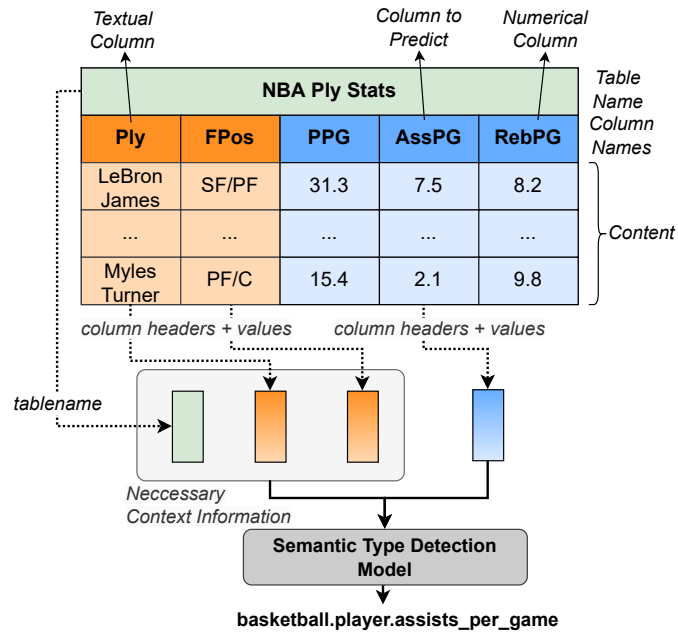 Textual
Column
Column to
Predict
Numerical
Column
NBA Ply Stats
Table
Name
Column
Names
Ply FPos PPG AssPG RebPG
LeBron
James
SF/PF 31.3 7.5 8.2
... ... ... ... ...
Content
Myles
Turner
PF/C 15.4 2.1 9.8
column headers + values column headers + values
tablename
Neccessary
Context Information
Semantic Type Detection
Model
basketball.player.assists_per_game